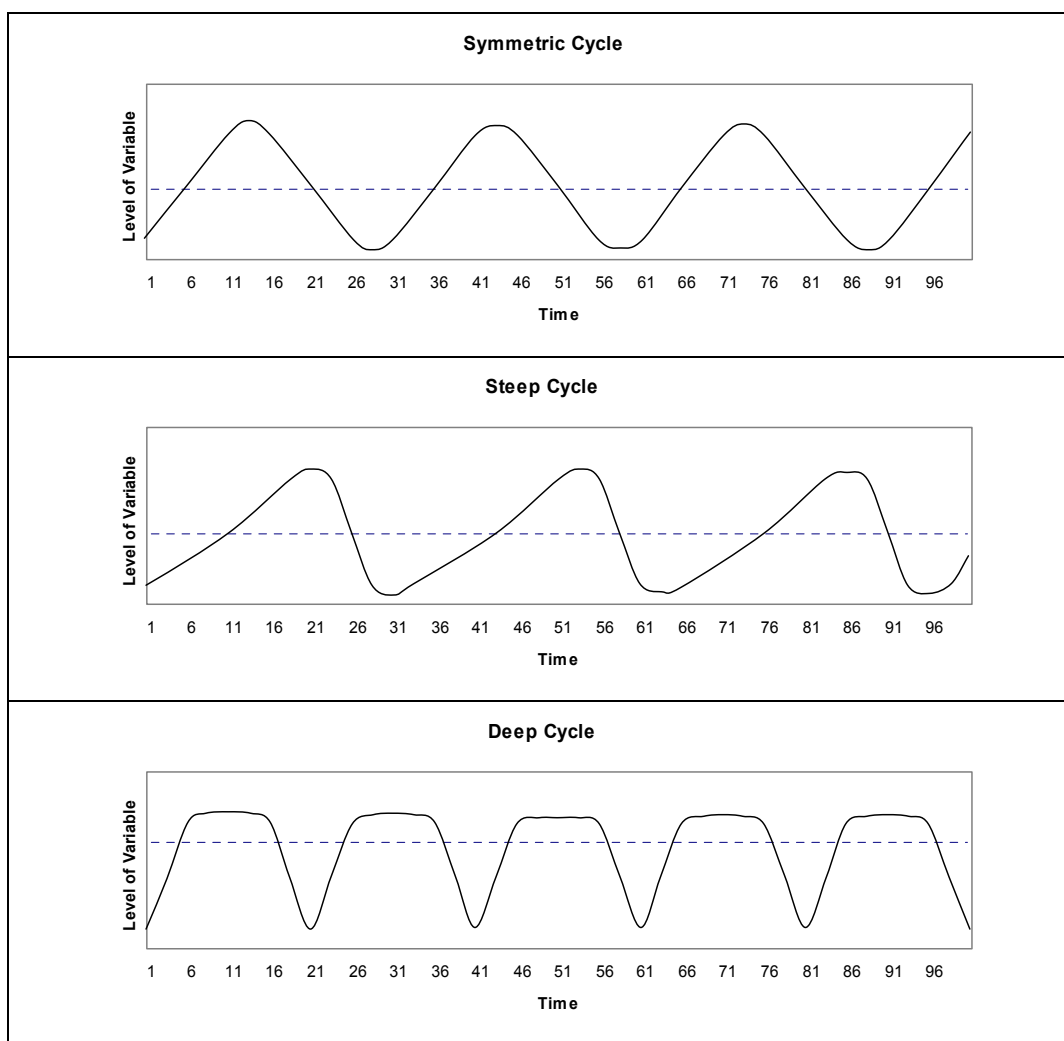 Symmetric Cycle
Level of Variable
1 6 11 16 21 26 31 36 41 46 51 56 61 66 71 76 81 86 91 96
Time
Steep Cycle
Level of Variable
1 6 11 16 21 26 31 36 41 46 51 56 61 66 71 76 81 86 91 96
Time
Deep Cycle
Level of Variable
1 6 11 16 21 26 31 36 41 46 51 56 61 66 71 76 81 86 91 96
Time